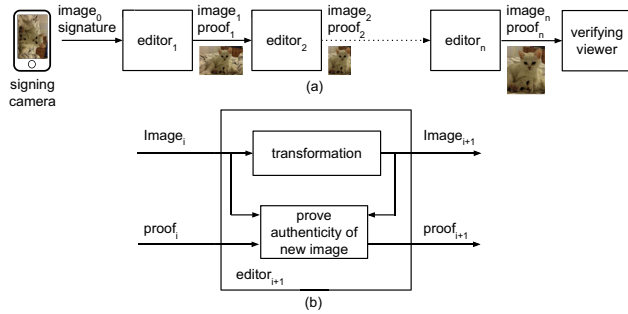 image₀
signature
signing
camera
editor₁
image₁
proof₁
editor₂
image₂
proof₂
editorₙ
imageₙ
proofₙ
verifying
viewer
(a)
Imageᵢ
transformation
Imageᵢ₊₁
proofᵢ
prove
authenticity of
new image
proofᵢ₊₁
editorᵢ₊₁
(b)